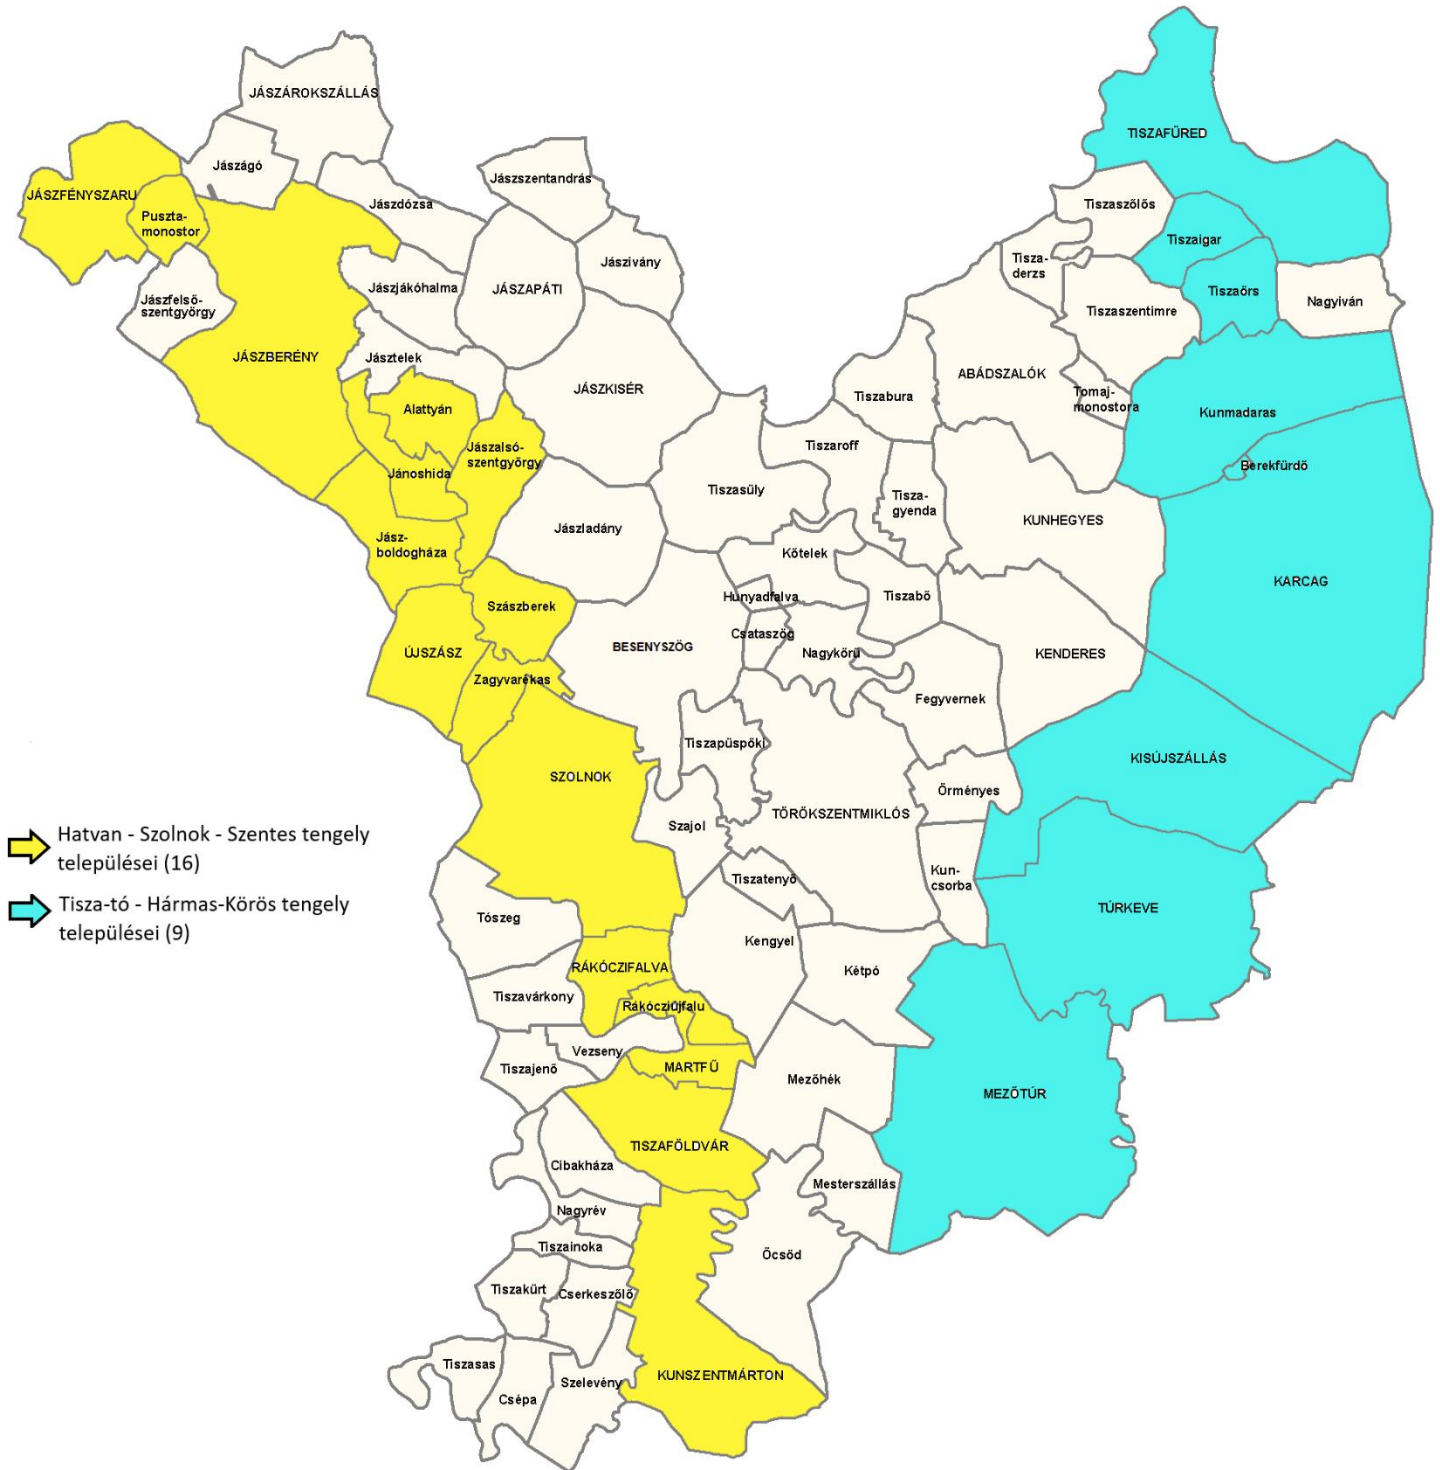 JÁSZÁROKSZÁLLÁS
TISZAFÜRED
Jászágó
Jászszentandrás
JÁSZFÉNYSZARU
Jászdózsa
Tiszaszőlős
Puszta-
monostor
Tiszaigar
Jászivány
Tisza-
derzs
Jászjákóhalma
JÁSZAPÁTI
Tiszaörs
Jászfelső-
szentgyörgy
Nagyiván
Tiszaszentimre
JÁSZBERÉNY
Jásztelek
ABÁDSZALÓK
JÁSZKISÉR
Tiszabura
Tomaj-
monostora
Alattyán
Kunmadaras
Jászalsó-
szentgyörgy
Tiszaroff
Berekfürdő
Jánoshida
Tiszasüly
Tisza-
gyenda
KUNHEGYES
Jászladány
Jász-
boldogháza
Kőtelek
KARCAG
Hunyadfalva
Tiszabő
Szászberek
Csataszög
BESENYSZÖG
Nagykörű
KENDERES
ÚJSZÁSZ
Zagyvarékas
Fegyvernek
Tiszapüspöki
KISÚJSZÁLLÁS
SZOLNOK
Örményes
TÖRÖKSZENTMIKLÓS
Szajol
Hatvan - Szolnok - Szentes tengely
települései (16)
Kun-
csorba
Tiszatenyő
Tisza-tó - Hármas-Körös tengely
települései (9)
TÚRKEVE
Tószeg
Kengyel
RÁKÓCZIFALVA
Kétpó
Tiszavárkony
Rákócziújfalu
Vezseny
MARTFŰ
Tiszajenő
Mezőhék
MEZŐTÚR
TISZAFÖLDVÁR
Cibakháza
Mesterszállás
Nagyrév
Tiszainoka
Öcsöd
Tiszakürt
Cserkeszőlő
Tiszasas
KUNSZENTMÁRTON
Szelevény
Csépa